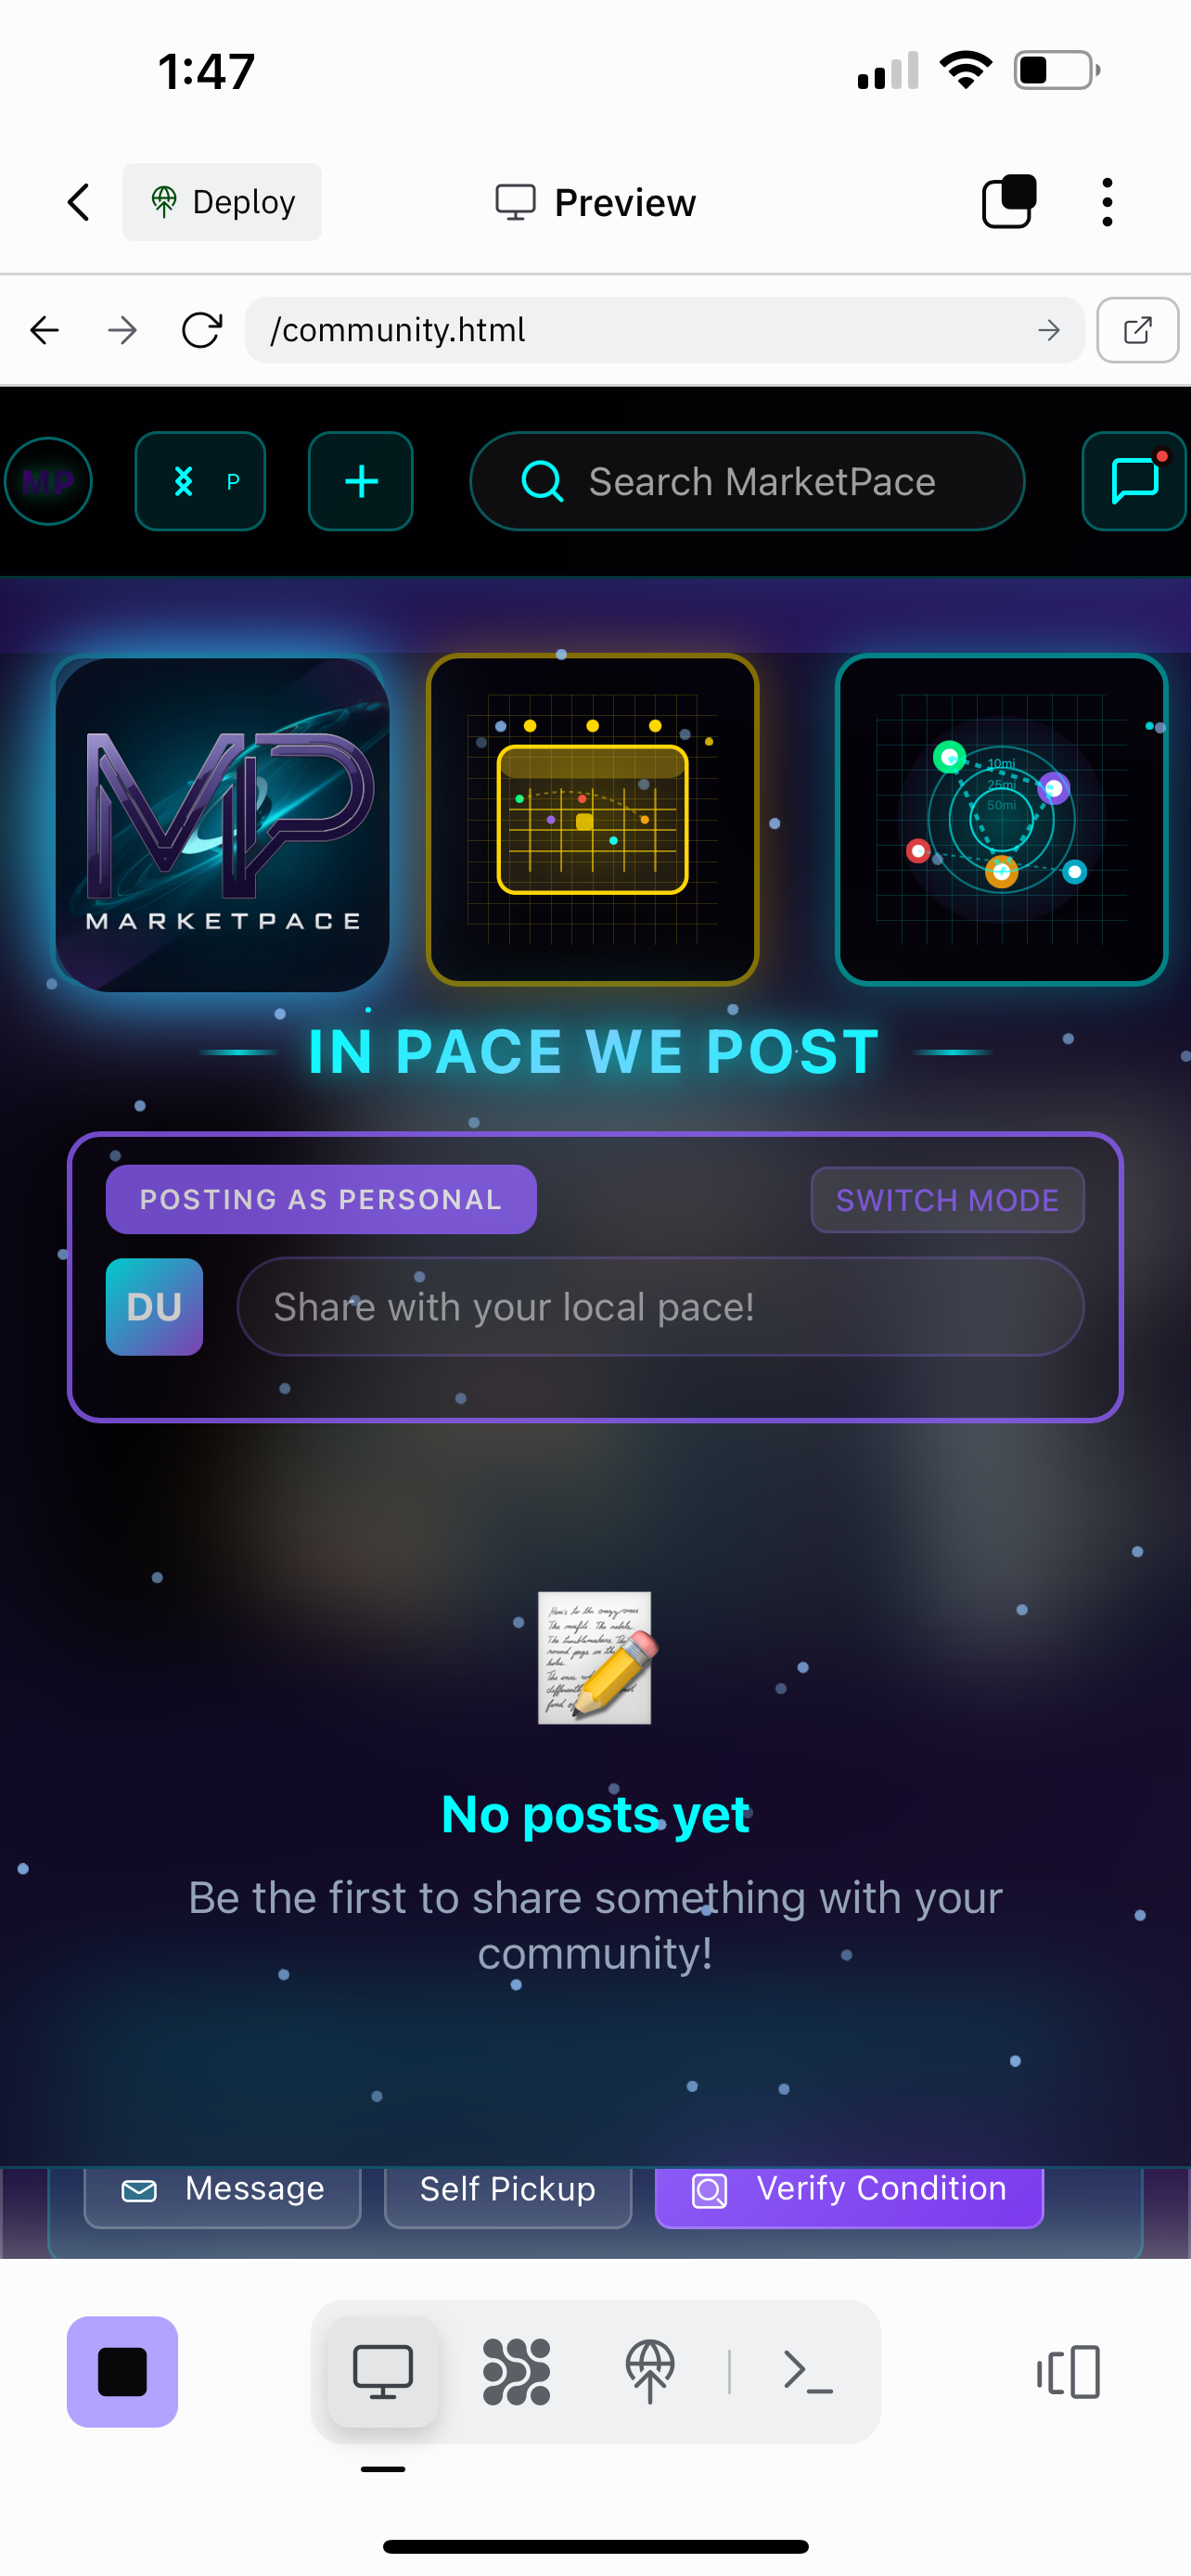 1:47
Deploy
Preview
/community.html
MP
P
Search MarketPace
MP
MARKETPACE
10mi
25mi
50mi
IN PACE WE POST
POSTING AS PERSONAL
SWITCH MODE
DU
Share with your local pace!
No posts yet
Be the first to share something with your
community!
Message
Self Pickup
Verify Condition